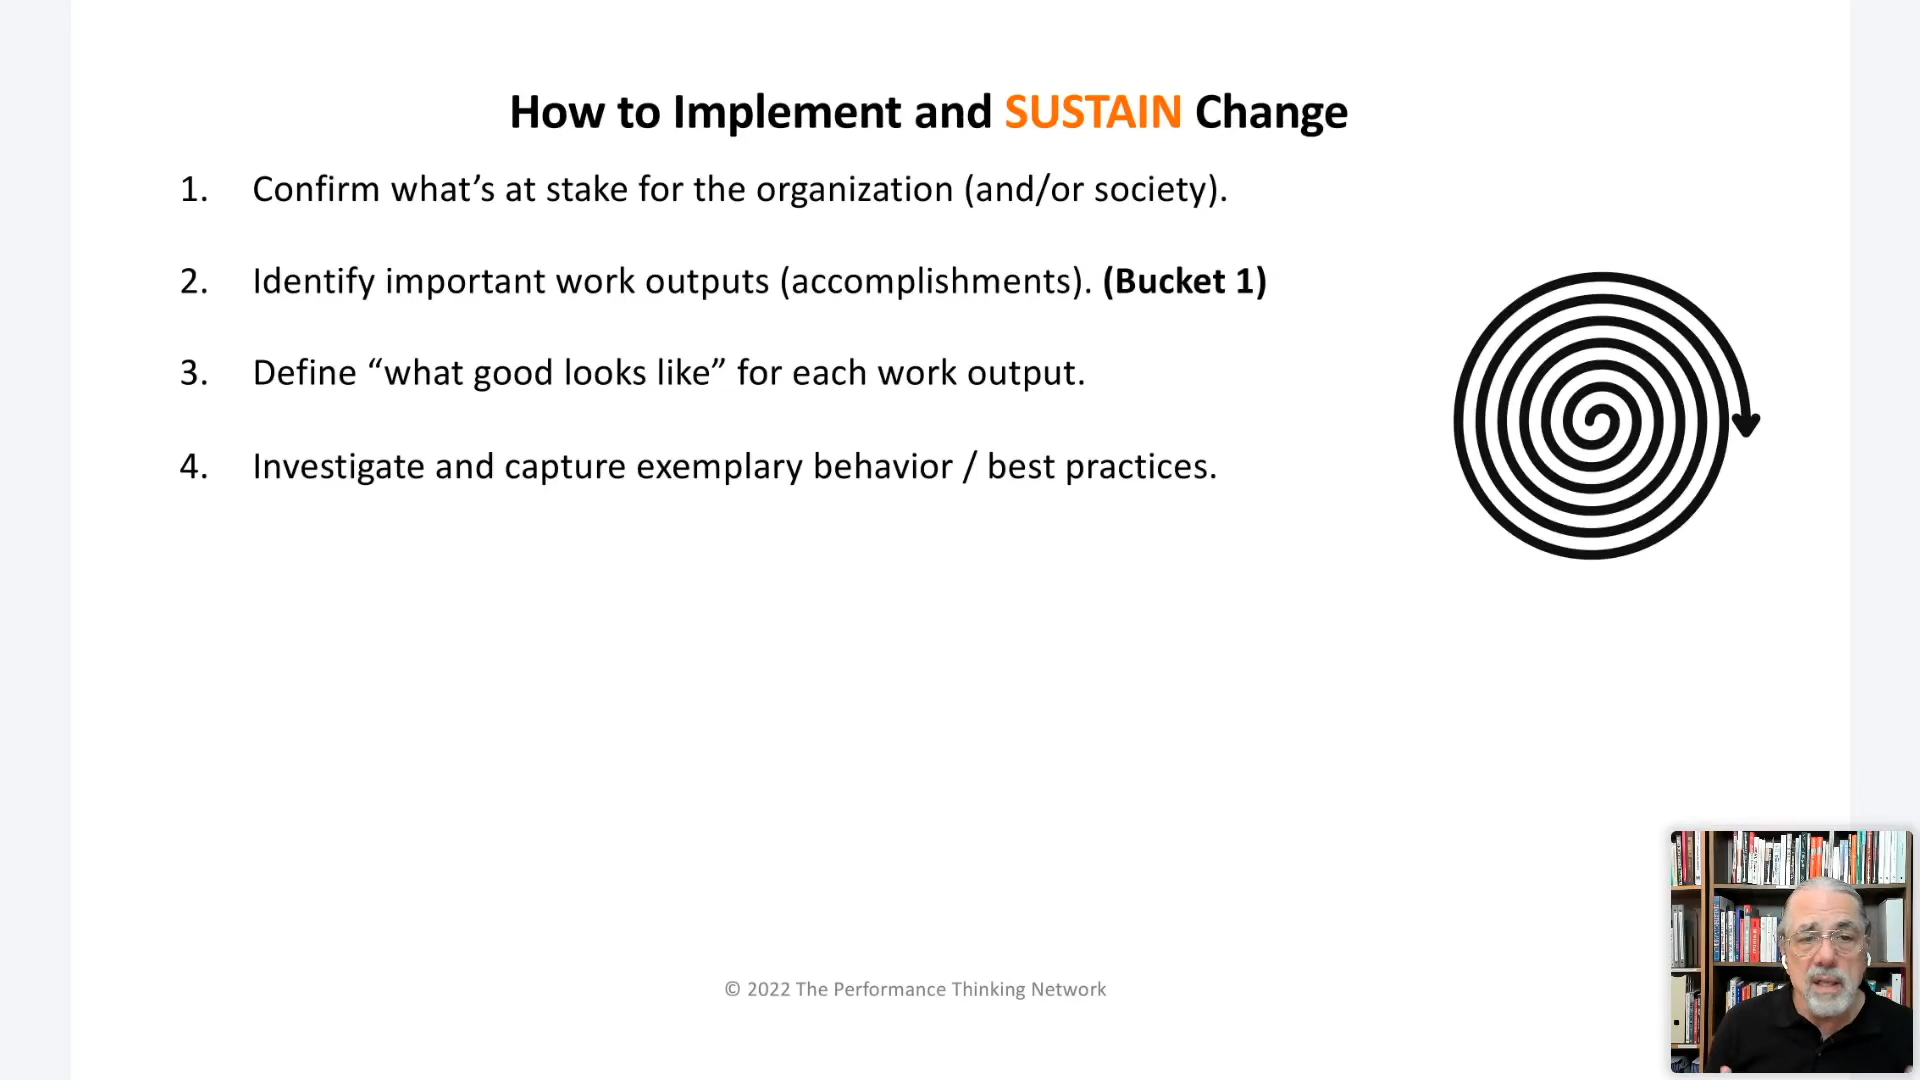 How to Implement and SUSTAIN Change
1. Confirm what’s at stake for the organization (and/or society).
2. Identify important work outputs (accomplishments). (Bucket 1)
3. Define “what good looks like” for each work output.
4. Investigate and capture exemplary behavior / best practices.
© 2022 The Performance Thinking Network